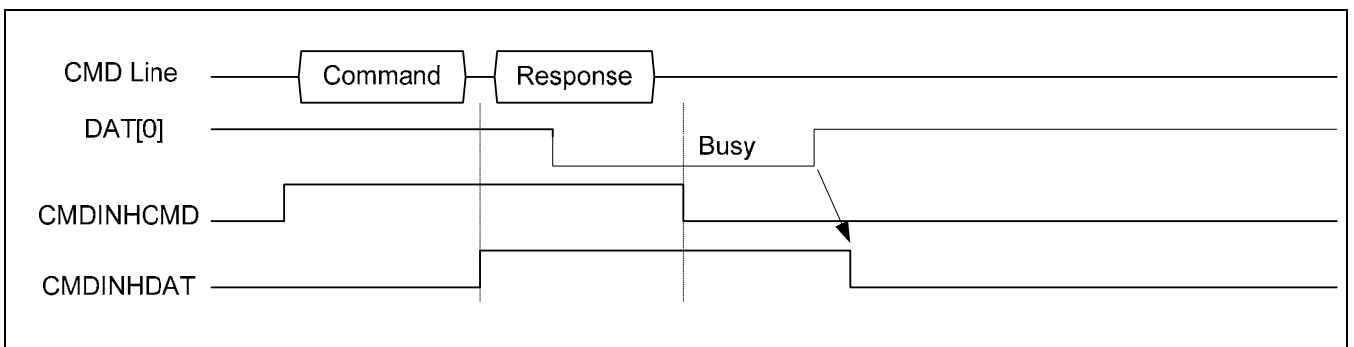 CMD Line
Command
Response
DAT[0]
Busy
CMDINHCMD
CMDINHDAT